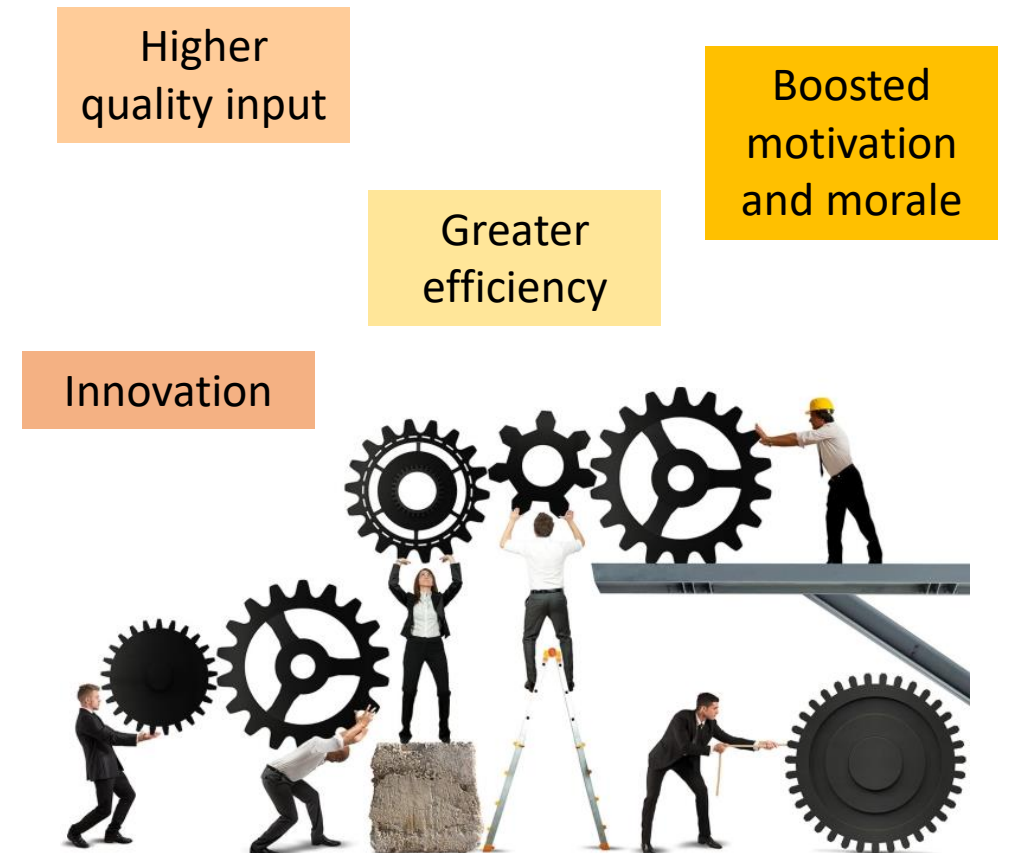 Higher
quality input
Boosted
motivation
and morale
Greater
efficiency
Innovation